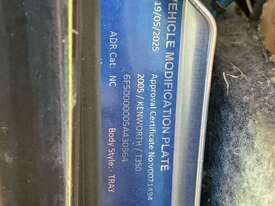 VEHICLE MODIFICATION PLATE
19/05/2025
Approval Certificate No:
2005 / KENWORTH / T350
ADR Cat: NC
Body Style: TRAY